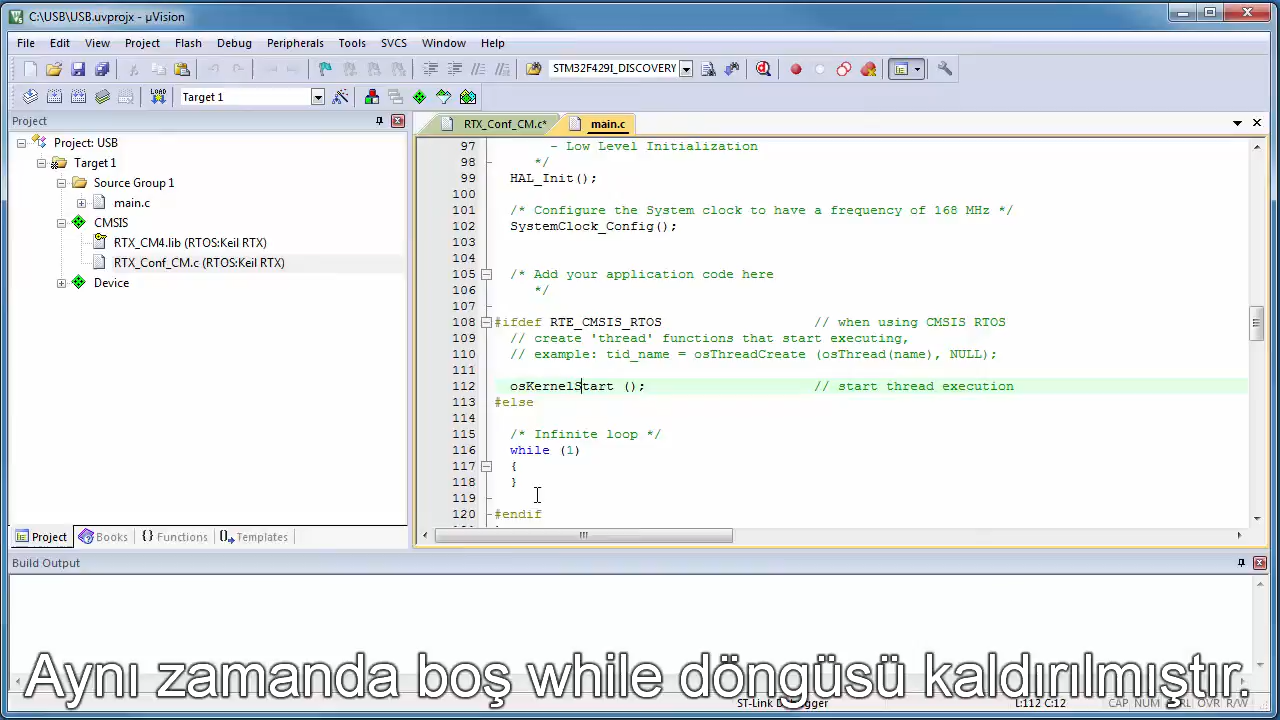 C:\USB\USB.uvprojx - µVision
File Edit View Project Flash Debug Peripherals Tools SVCS Window Help
STM32F429I_DISCOVERY
LOAD Target 1
Project
Project: USB
Target 1
Source Group 1
main.c
CMSIS
RTX_CM4.lib (RTOS:Keil RTX)
RTX_Conf_CM.c (RTOS:Keil RTX)
Device
Project Books {} Functions Templates
RTX_Conf_CM.c* main.c
97 - Low Level Initialization
98 */
99 HAL_Init();
100
101 /* Configure the System clock to have a frequency of 168 MHz */
102 SystemClock_Config();
103
104
105 /* Add your application code here
106 */
107
108 #ifdef RTE_CMSIS_RTOS // when using CMSIS RTOS
109 // create 'thread' functions that start executing,
110 // example: tid_name = osThreadCreate (osThread(name), NULL);
111
112 osKernelStart (); // start thread execution
113 #else
114
115 /* Infinite loop */
116 while (1)
117 {
118 }
119
120 #endif
Build Output
Aynı zamanda boş while döngüsü kaldırılmıştır.
L:112 C:12 CAP NUM OVR R/W